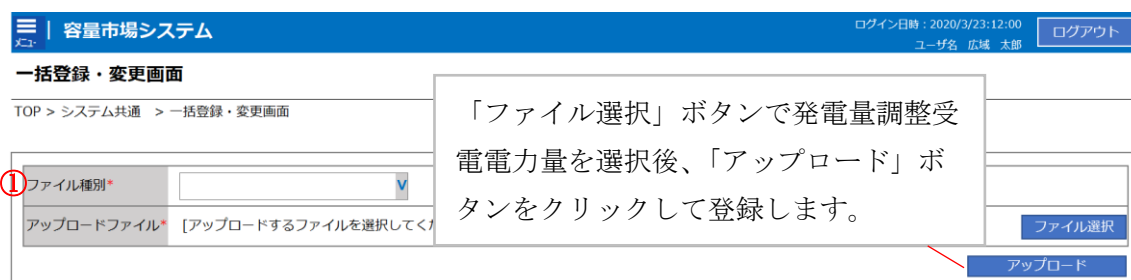 メニュー
容量市場システム
ログイン日時：2020/3/23:12:00
ユーザ名 広域 太郎
ログアウト
一括登録・変更画面
TOP > システム共通 > 一括登録・変更画面
「ファイル選択」ボタンで発電量調整受
電電力量を選択後、「アップロード」ボ
タンをクリックして登録します。
①
ファイル種別*
V
アップロードファイル*
[アップロードするファイルを選択してくだ
ファイル選択
アップロード